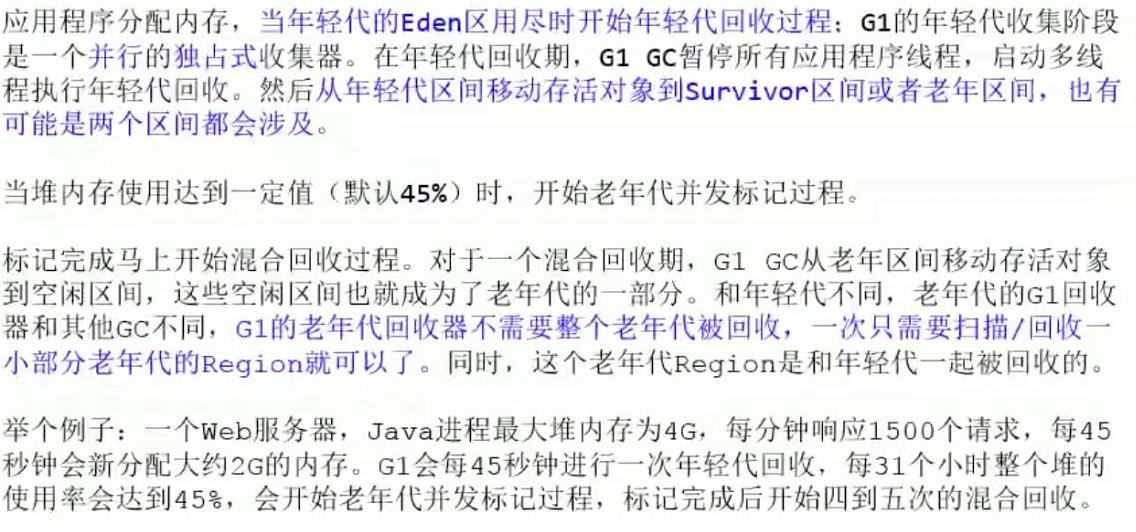 应用程序分配内存，当年轻代的Eden区用尽时开始年轻代回收过程；G1的年轻代收集阶段
是一个并行的独占式收集器。在年轻代回收期，G1 GC暂停所有应用程序线程，启动多线
程执行年轻代回收。然后从年轻代区间移动存活对象到Survivor区间或者老年区间，也有
可能是两个区间都会涉及。
当堆内存使用达到一定值（默认45%）时，开始老年代并发标记过程。
标记完成马上开始混合回收过程。对于一个混合回收期，G1 GC从老年区间移动存活对象
到空闲区间，这些空闲区间也就成为了老年代的一部分。和年轻代不同，老年代的G1回收
器和其他GC不同，G1的老年代回收器不需要整个老年代被回收，一次只需要扫描/回收一
小部分老年代的Region就可以了。同时，这个老年代Region是和年轻代一起被回收的。
举个例子：一个Web服务器，Java进程最大堆内存为4G，每分钟响应1500个请求，每45
秒钟会新分配大约2G的内存。G1会每45秒钟进行一次年轻代回收，每31个小时整个堆的
使用率会达到45%，会开始老年代并发标记过程，标记完成后开始四到五次的混合回收。